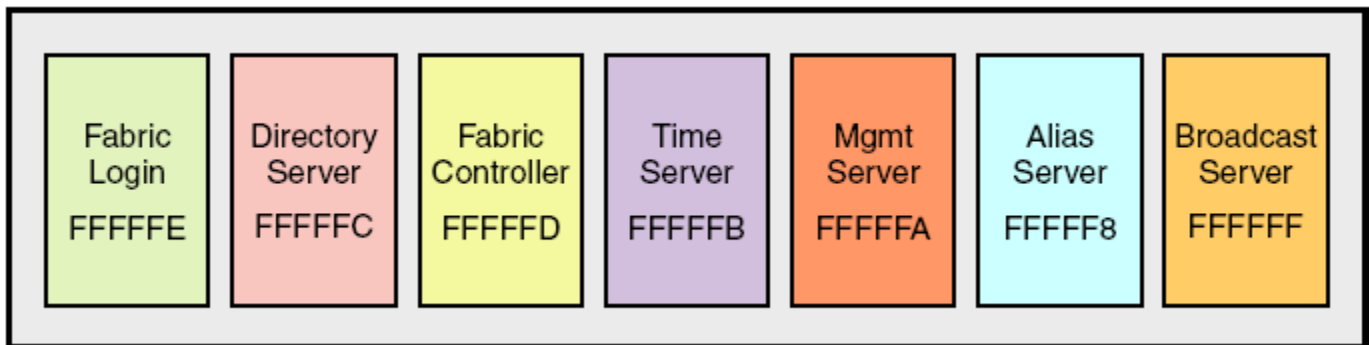 Fabric
Login
FFFFFE
Directory
Server
FFFFFC
Fabric
Controller
FFFFFD
Time
Server
FFFFFB
Mgmt
Server
FFFFFA
Alias
Server
FFFFF8
Broadcast
Server
FFFFFF